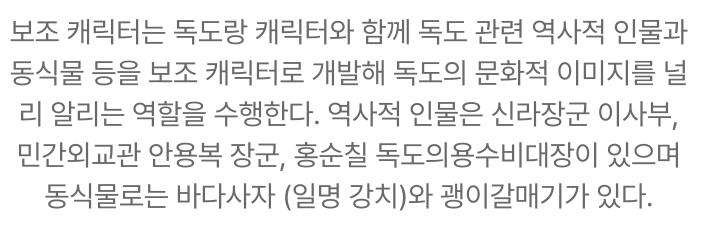 보조 캐릭터는 독도랑 캐릭터와 함께 독도 관련 역사적 인물과
동식물 등을 보조 캐릭터로 개발해 독도의 문화적 이미지를 널
리 알리는 역할을 수행한다. 역사적 인물은 신라장군 이사부,
민간외교관 안용복 장군, 홍순칠 독도의용수비대장이 있으며
동식물로는 바다사자 (일명 강치)와 괭이갈매기가 있다.